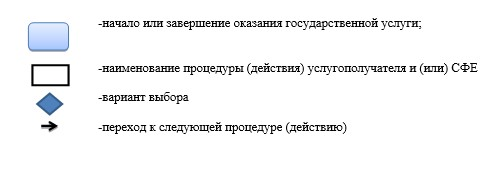 -начало или завершение оказания государственной услуги;
-наименование процедуры (действия) услугополучателя и (или) СФЕ
-вариант выбора
-переход к следующей процедуре (действию)